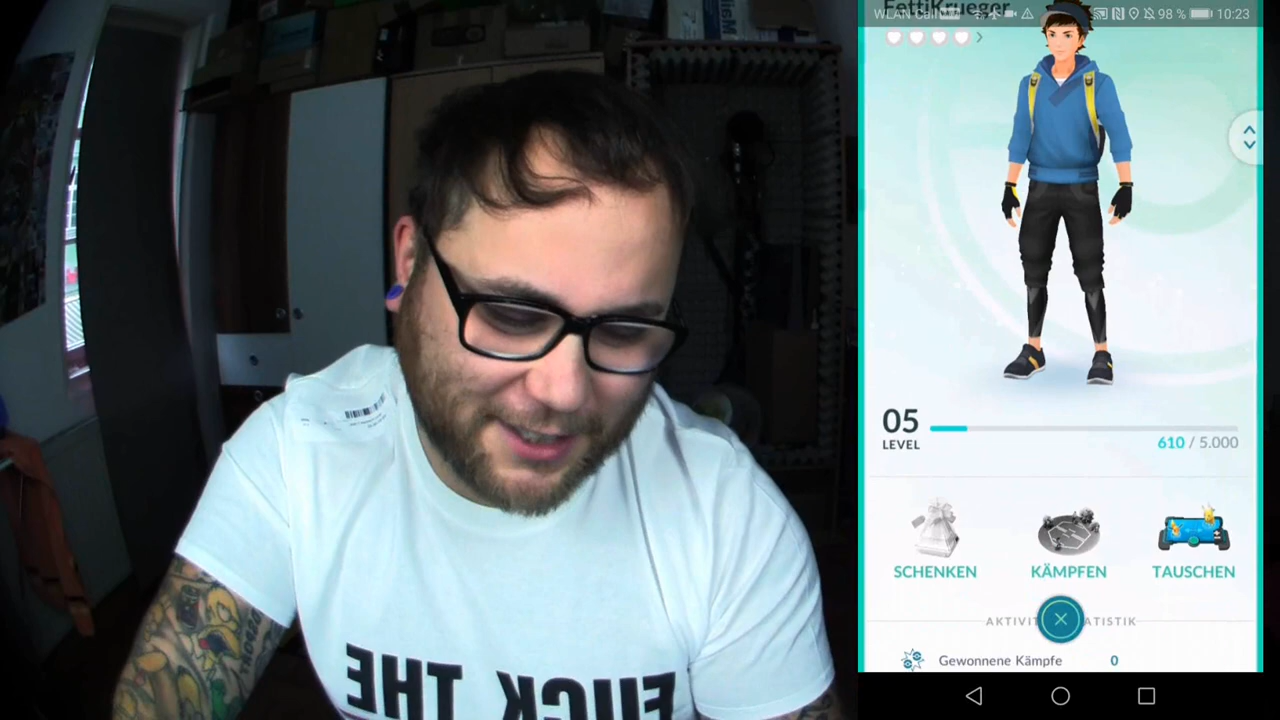 FettiKrueger
WLAN Call
98 %
10:23
05
LEVEL
610 / 5.000
SCHENKEN
KÄMPFEN
TAUSCHEN
AKTIVI
ATISTIK
Gewonnene Kämpfe 0
FUCK THE